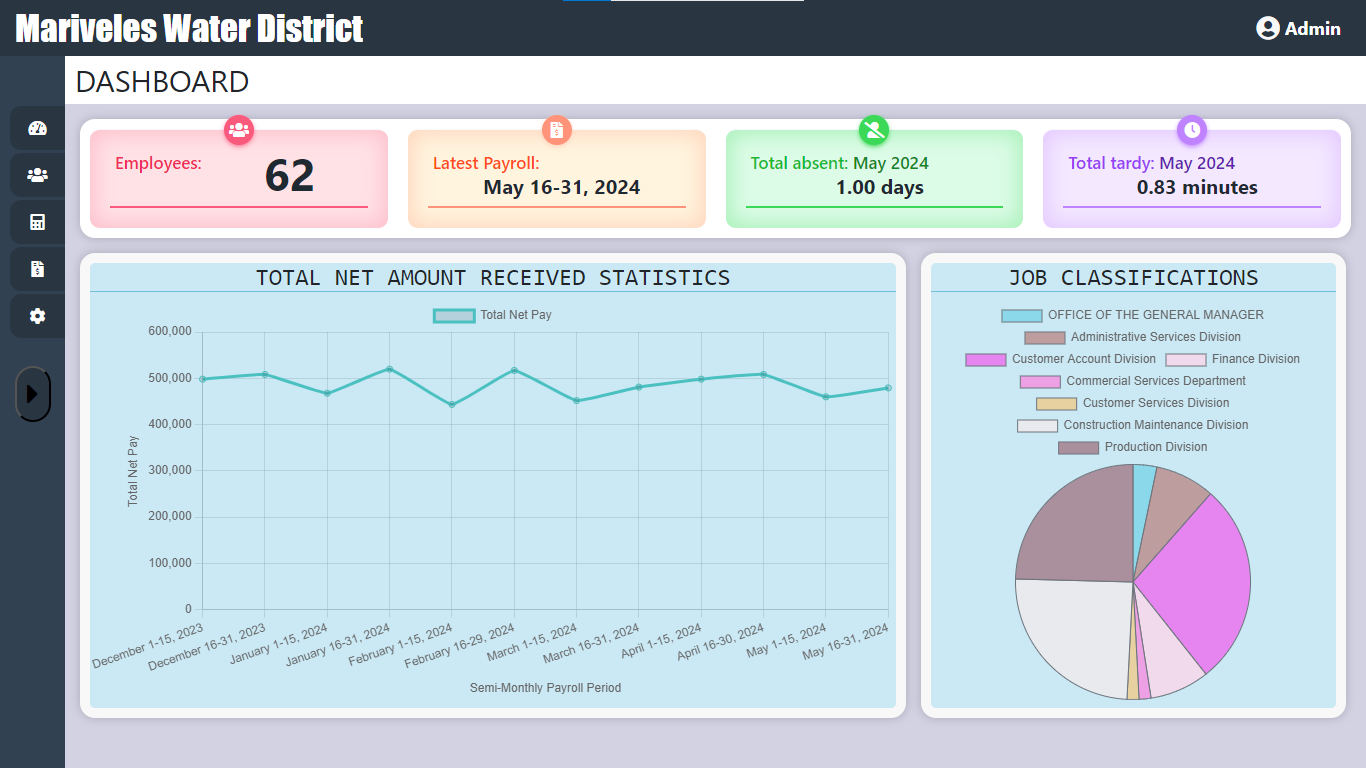 Mariveles Water District
Admin
DASHBOARD
Employees:
62
Latest Payroll:
May 16-31, 2024
Total absent: May 2024
1.00 days
Total tardy: May 2024
0.83 minutes
TOTAL NET AMOUNT RECEIVED STATISTICS
Total Net Pay
600,000
500,000
400,000
300,000
200,000
100,000
0
Total Net Pay
December 1-15, 2023
December 16-31, 2023
January 1-15, 2024
January 16-31, 2024
February 1-15, 2024
February 16-29, 2024
March 1-15, 2024
March 16-31, 2024
April 1-15, 2024
April 16-30, 2024
May 1-15, 2024
May 16-31, 2024
Semi-Monthly Payroll Period
JOB CLASSIFICATIONS
OFFICE OF THE GENERAL MANAGER
Administrative Services Division
Customer Account Division Finance Division
Commercial Services Department
Customer Services Division
Construction Maintenance Division
Production Division